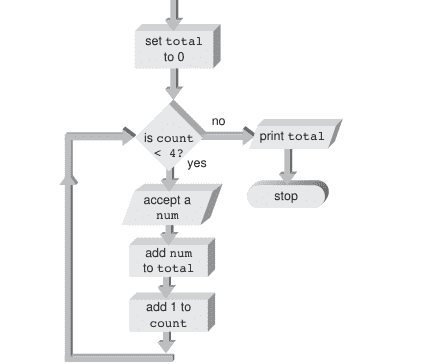 set total
to 0
no
is count
< 4?
print total
yes
stop
accept a
num
add num
to total
add 1 to
count